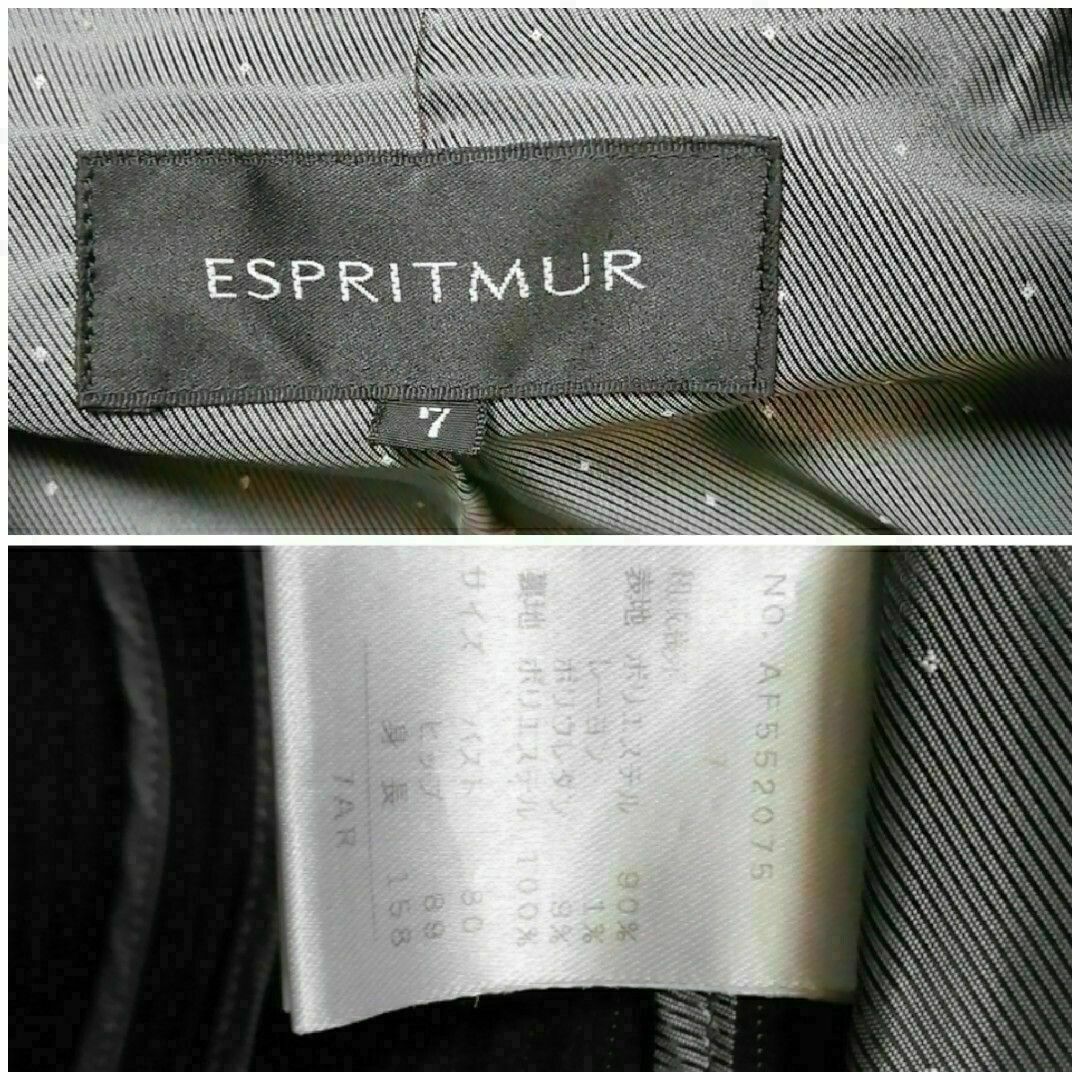 ESPRITMUR
7
NO. AF552075
表地 ポリエステル 90%
レーヨン 1%
ポリウレタン 9%
裏地 ポリエステル 100%
サイズ バスト 80
ヒップ 89
身長 158
7AR